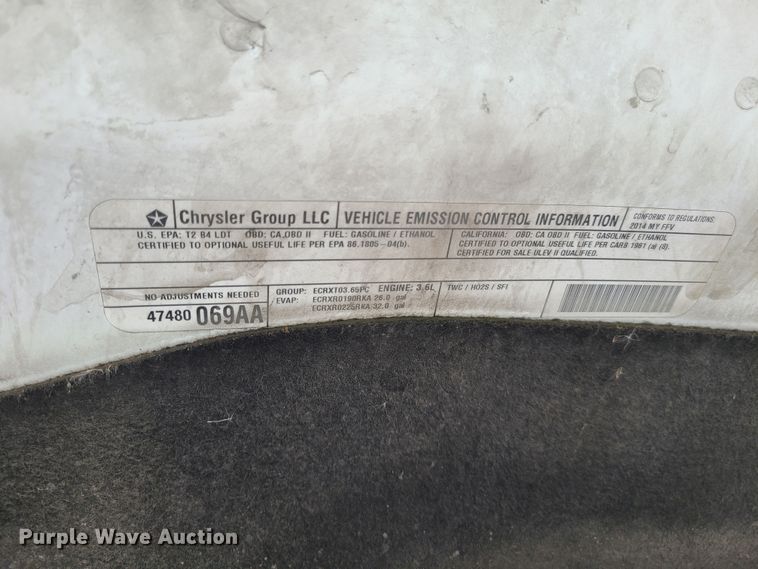 Chrysler Group LLC VEHICLE EMISSION CONTROL INFORMATION CONFORMS TO REGULATIONS:
2014 MY FFV
U.S. EPA: T2 B4 LDT OBD: CA OBD II FUEL: GASOLINE / ETHANOL
CERTIFIED TO OPTIONAL USEFUL LIFE PER EPA 86.1805-04(b).
CALIFORNIA: OBD: CA OBD II FUEL: GASOLINE / ETHANOL
CERTIFIED TO OPTIONAL USEFUL LIFE PER CARB 1961 (a) (8).
CERTIFIED FOR SALE ULEV II QUALIFIED.
NO ADJUSTMENTS NEEDED
47480 069AA
GROUP: ECRXT03.65PC ENGINE: 3.6L
EVAP: ECRXR0190RKA 26.0 gal
ECRXR0225RKA 32.0 gal
TWC / HO2S / SFI
Purple Wave Auction